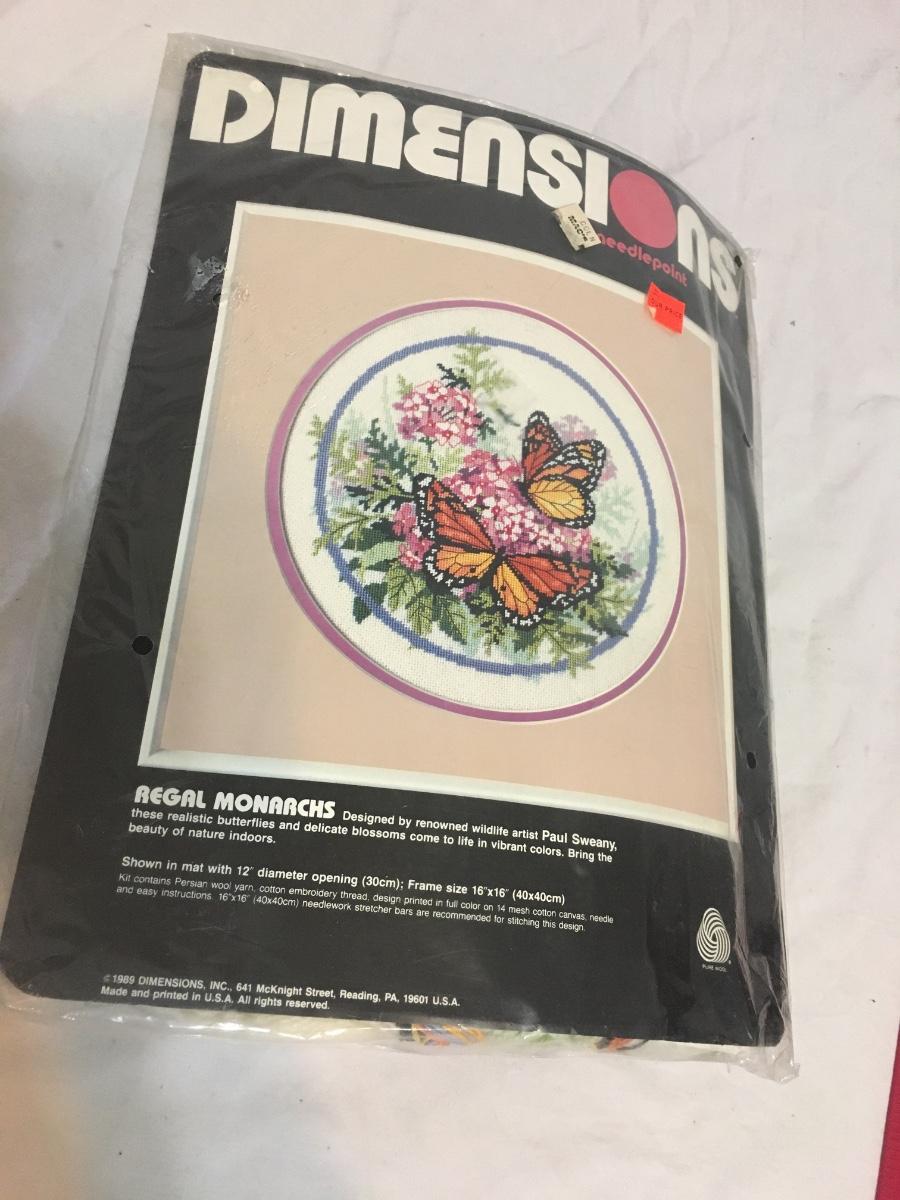 DIMENSIONS
needlepoint
OUR PRICE
REGAL MONARCHS Designed by renowned wildlife artist Paul Sweany,
these realistic butterflies and delicate blossoms come to life in vibrant colors. Bring the
beauty of nature indoors.
Shown in mat with 12" diameter opening (30cm); Frame size 16"x16" (40x40cm)
Kit contains Persian wool yarn, cotton embroidery thread, design printed in full color on 14 mesh cotton canvas, needle
and easy instructions. 16"x16" (40x40cm) needlework stretcher bars are recommended for stitching this design.
PURE WOOL
©1989 DIMENSIONS, INC., 641 McKnight Street, Reading, PA, 19601 U.S.A.
Made and printed in U.S.A. All rights reserved.